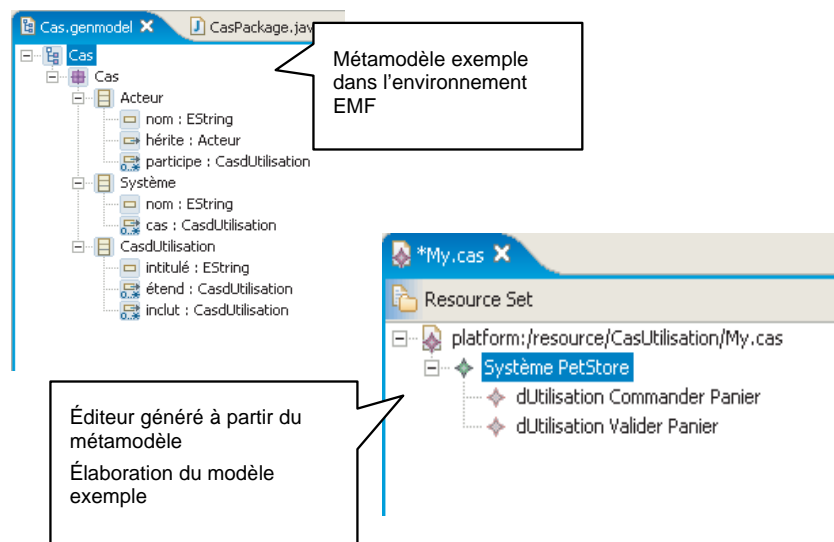 Cas.genmodel
CasPackage.jav
Cas
Cas
Acteur
nom : EString
hérite : Acteur
participe : CasdUtilisation
Système
nom : EString
cas : CasdUtilisation
CasdUtilisation
intitulé : EString
étend : CasdUtilisation
inclut : CasdUtilisation
Métamodèle exemple
dans l'environnement
EMF
*My.cas
Resource Set
platform:/resource/CasUtilisation/My.cas
Système PetStore
dUtilisation Commander Panier
dUtilisation Valider Panier
Éditeur généré à partir du
métamodèle
Élaboration du modèle
exemple